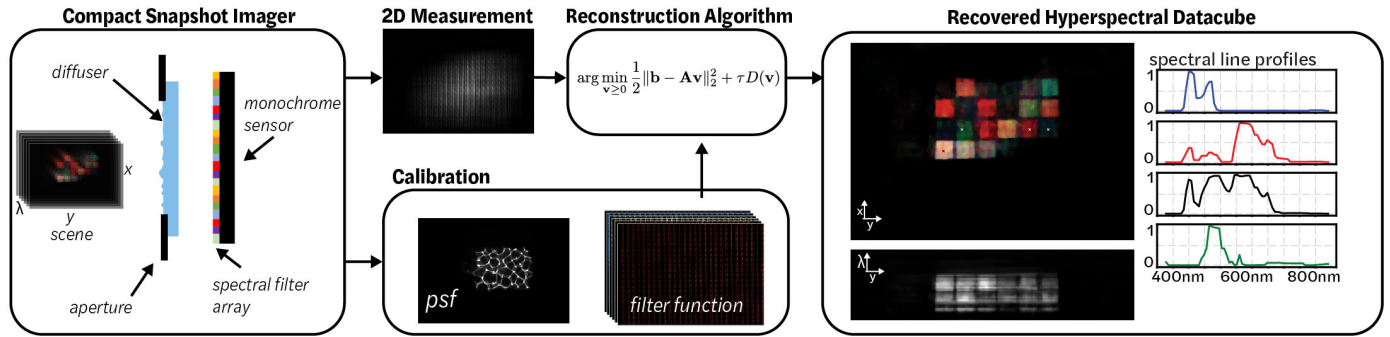 Compact Snapshot Imager
diffuser
monochrome
sensor
x
λ
y
scene
aperture
spectral filter
array
2D Measurement
Calibration
psf
filter function
Reconstruction Algorithm
arg min 1/2 ‖b − Av‖₂² + τD(v)
v≥0
Recovered Hyperspectral Datacube
x
y
λ
y
spectral line profiles
1
0
1
0
1
0
1
0
400nm 600nm 800nm